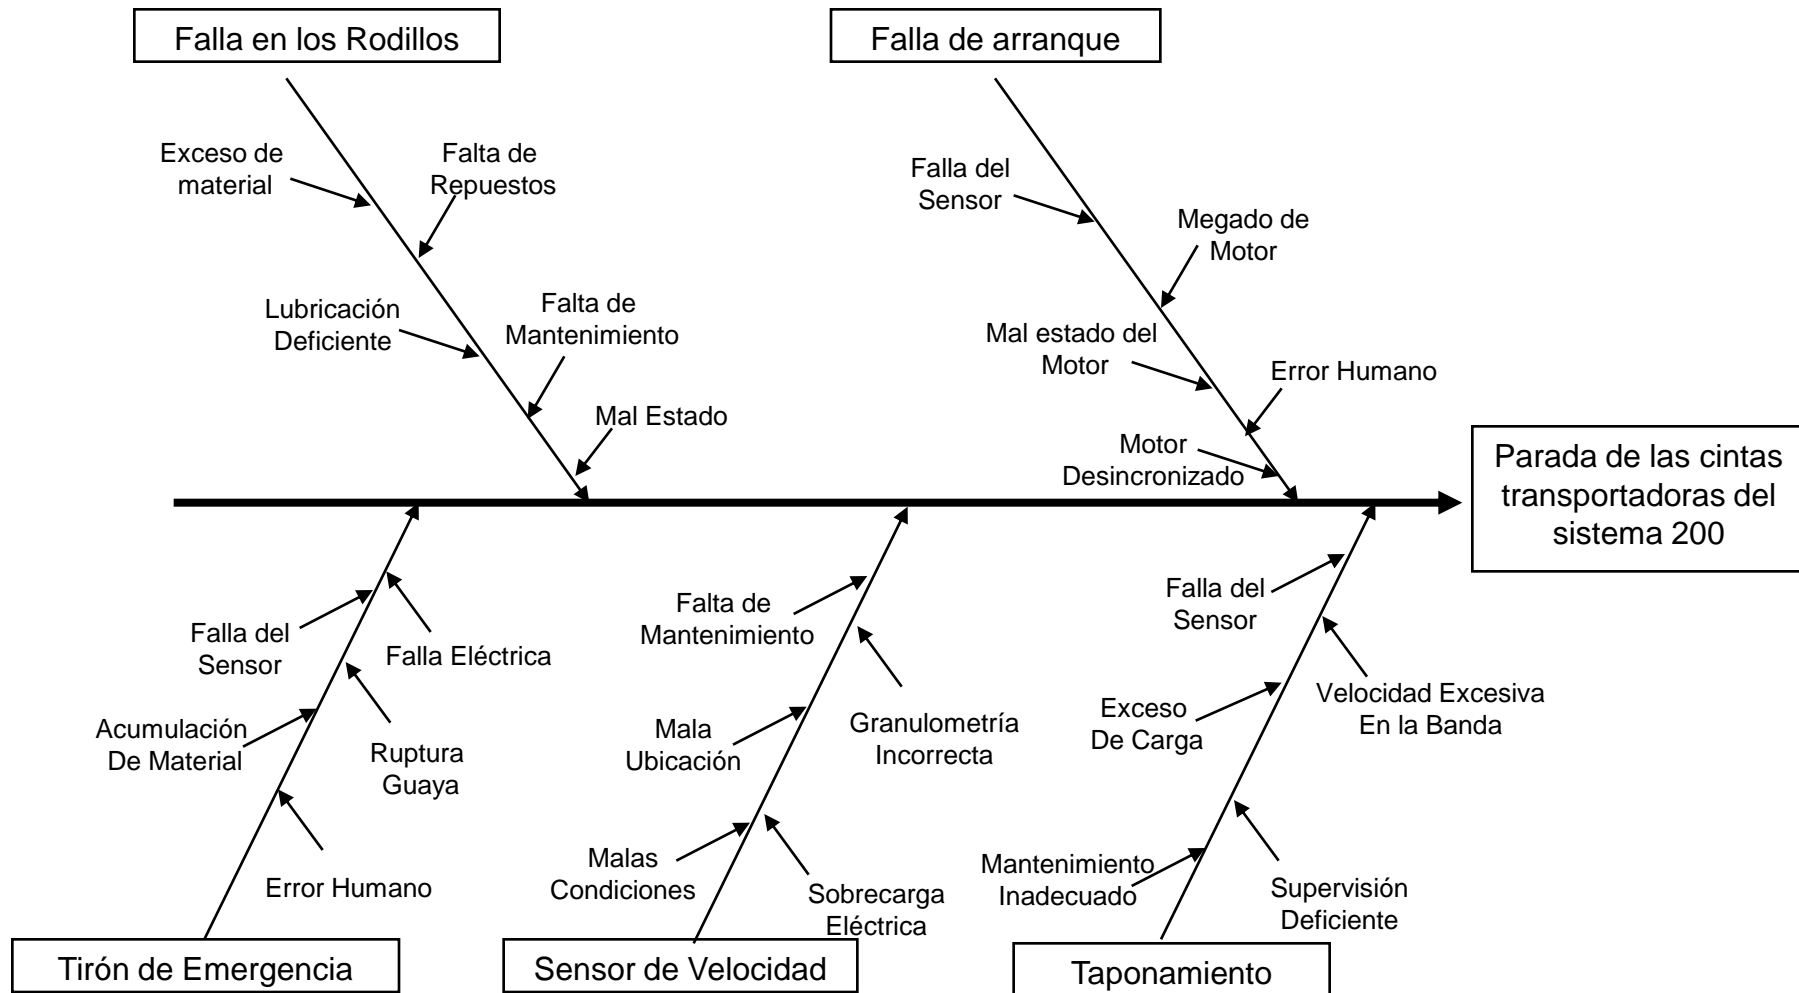 Falla en los Rodillos
Falla de arranque
Exceso de
material
Falta de
Repuestos
Lubricación
Deficiente
Falta de
Mantenimiento
Mal Estado
Falla del
Sensor
Megado de
Motor
Mal estado del
Motor
Error Humano
Motor
Desincronizado
Parada de las cintas
transportadoras del
sistema 200
Falla del
Sensor
Falla Eléctrica
Acumulación
De Material
Ruptura
Guaya
Error Humano
Falta de
Mantenimiento
Granulometría
Incorrecta
Mala
Ubicación
Malas
Condiciones
Sobrecarga
Eléctrica
Falla del
Sensor
Velocidad Excesiva
En la Banda
Exceso
De Carga
Mantenimiento
Inadecuado
Supervisión
Deficiente
Tirón de Emergencia
Sensor de Velocidad
Taponamiento